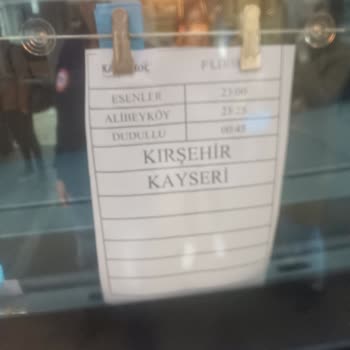 ESENLER 23:00
ALİBEYKÖY 23:25
DUDULLU 00:45
KIRŞEHİR
KAYSERİ